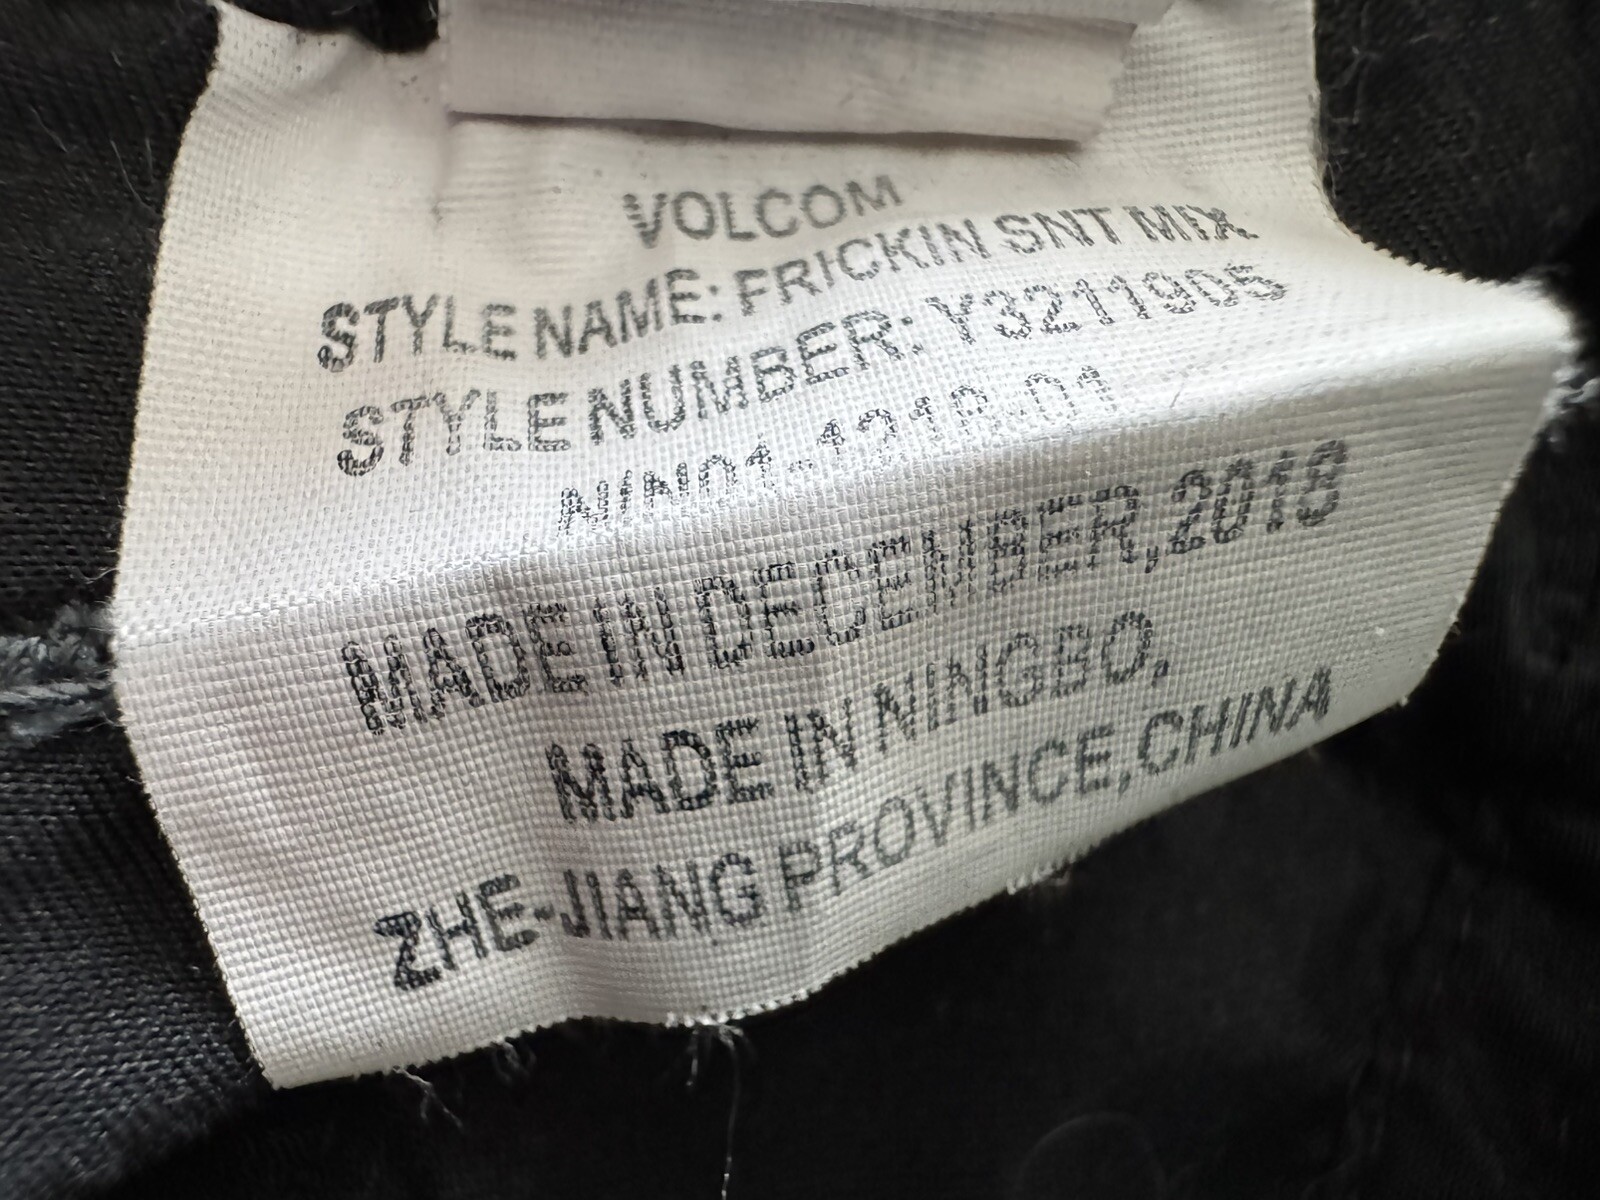 VOLCOM
STYLE NAME: FRICKIN SNT MIX
STYLE NUMBER: Y3211905
MADE IN DECEMBER,2018
MADE IN NINGBO,
ZHE-JIANG PROVINCE,CHINA